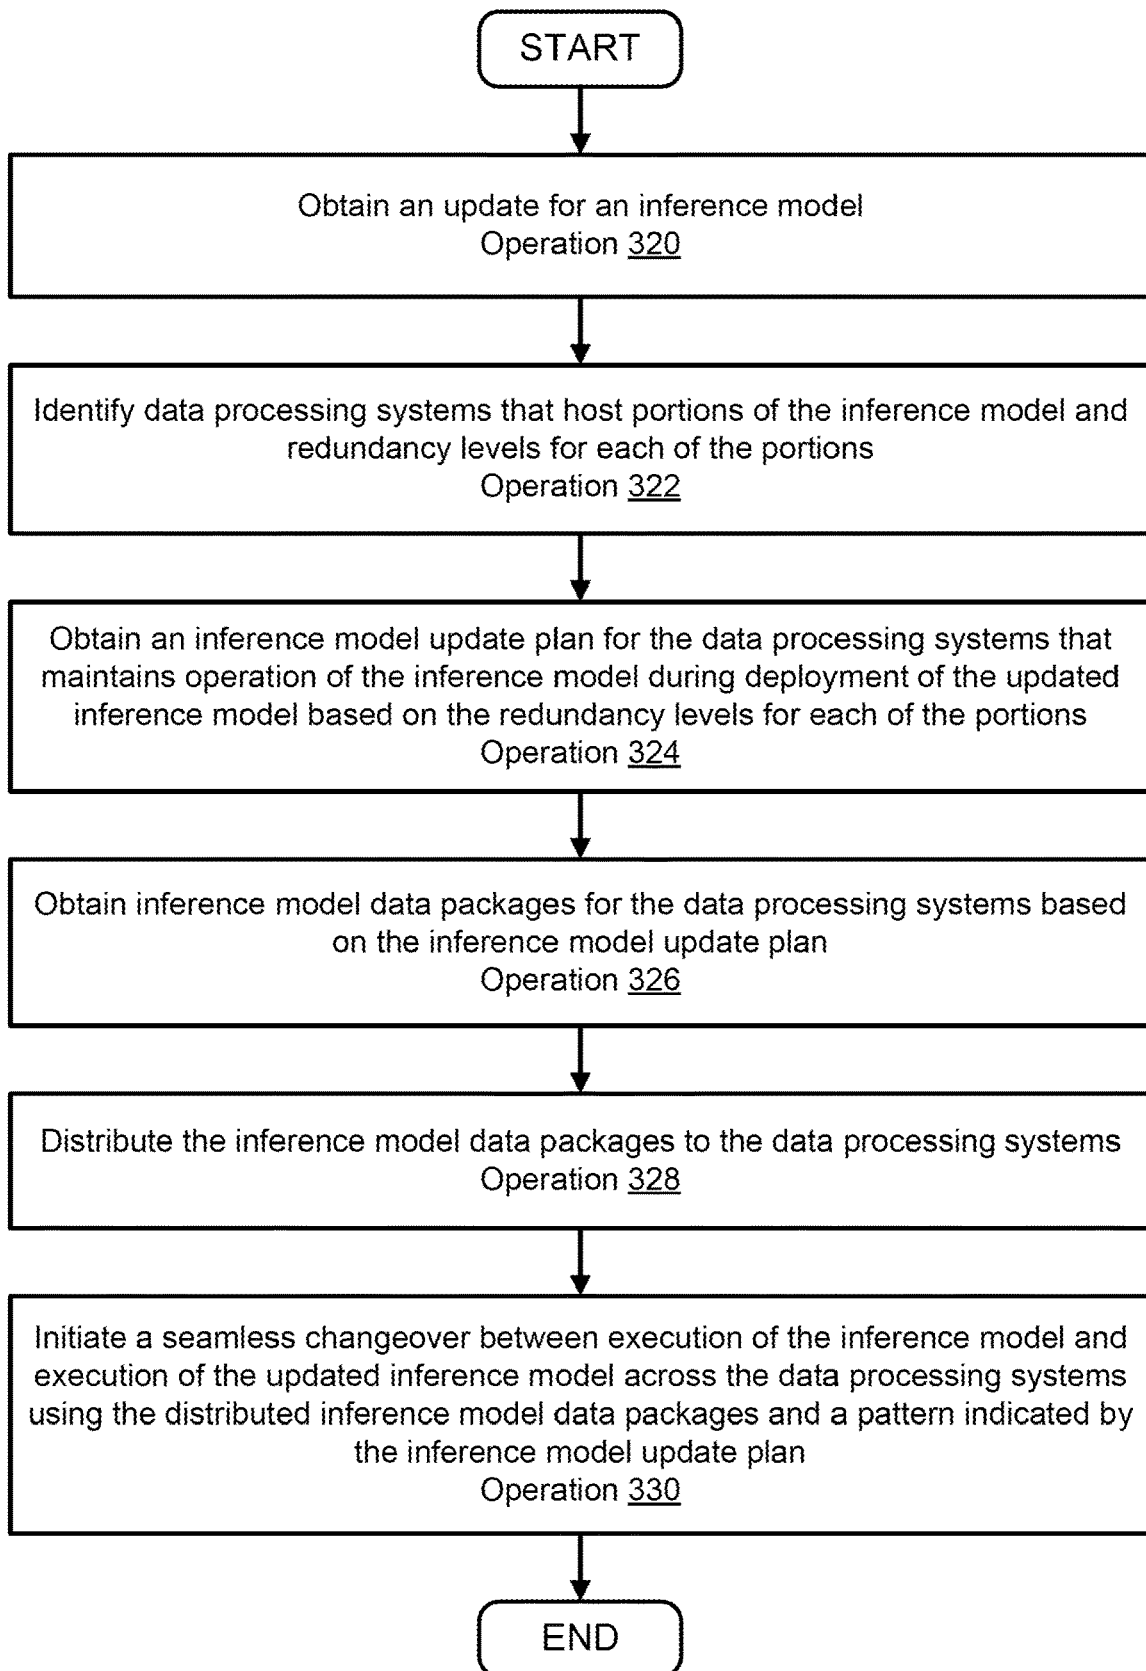 START
Obtain an update for an inference model
Operation 320
Identify data processing systems that host portions of the inference model and
redundancy levels for each of the portions
Operation 322
Obtain an inference model update plan for the data processing systems that
maintains operation of the inference model during deployment of the updated
inference model based on the redundancy levels for each of the portions
Operation 324
Obtain inference model data packages for the data processing systems based
on the inference model update plan
Operation 326
Distribute the inference model data packages to the data processing systems
Operation 328
Initiate a seamless changeover between execution of the inference model and
execution of the updated inference model across the data processing systems
using the distributed inference model data packages and a pattern indicated by
the inference model update plan
Operation 330
END